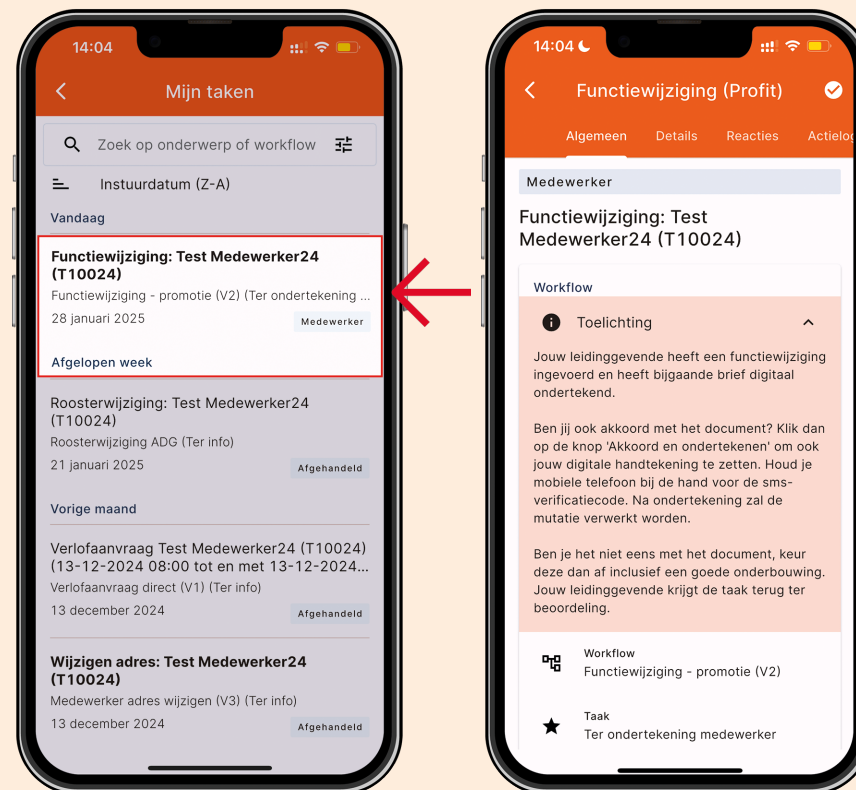 14:04
Mijn taken
Zoek op onderwerp of workflow
Instuurdatum (Z-A)
Vandaag
Functiewijziging: Test Medewerker24
(T10024)
Functiewijziging - promotie (V2) (Ter ondertekening ...
28 januari 2025
Medewerker
Afgelopen week
Roosterwijziging: Test Medewerker24
(T10024)
Roosterwijziging ADG (Ter info)
21 januari 2025
Afgehandeld
Vorige maand
Verlofaanvraag Test Medewerker24 (T10024)
(13-12-2024 08:00 tot en met 13-12-2024...
Verlofaanvraag direct (V1) (Ter info)
13 december 2024
Afgehandeld
Wijzigen adres: Test Medewerker24
(T10024)
Medewerker adres wijzigen (V3) (Ter info)
13 december 2024
Afgehandeld
14:04
Functiewijziging (Profit)
Algemeen Details Reacties Actielog
Medewerker
Functiewijziging: Test
Medewerker24 (T10024)
Workflow
Toelichting
Jouw leidinggevende heeft een functiewijziging
ingevoerd en heeft bijgaande brief digitaal
ondertekend.
Ben jij ook akkoord met het document? Klik dan
op de knop 'Akkoord en ondertekenen' om ook
jouw digitale handtekening te zetten. Houd je
mobiele telefoon bij de hand voor de sms-
verificatiecode. Na ondertekening zal de
mutatie verwerkt worden.
Ben je het niet eens met het document, keur
deze dan af inclusief een goede onderbouwing.
Jouw leidinggevende krijgt de taak terug ter
beoordeling.
Workflow
Functiewijziging - promotie (V2)
Taak
Ter ondertekening medewerker